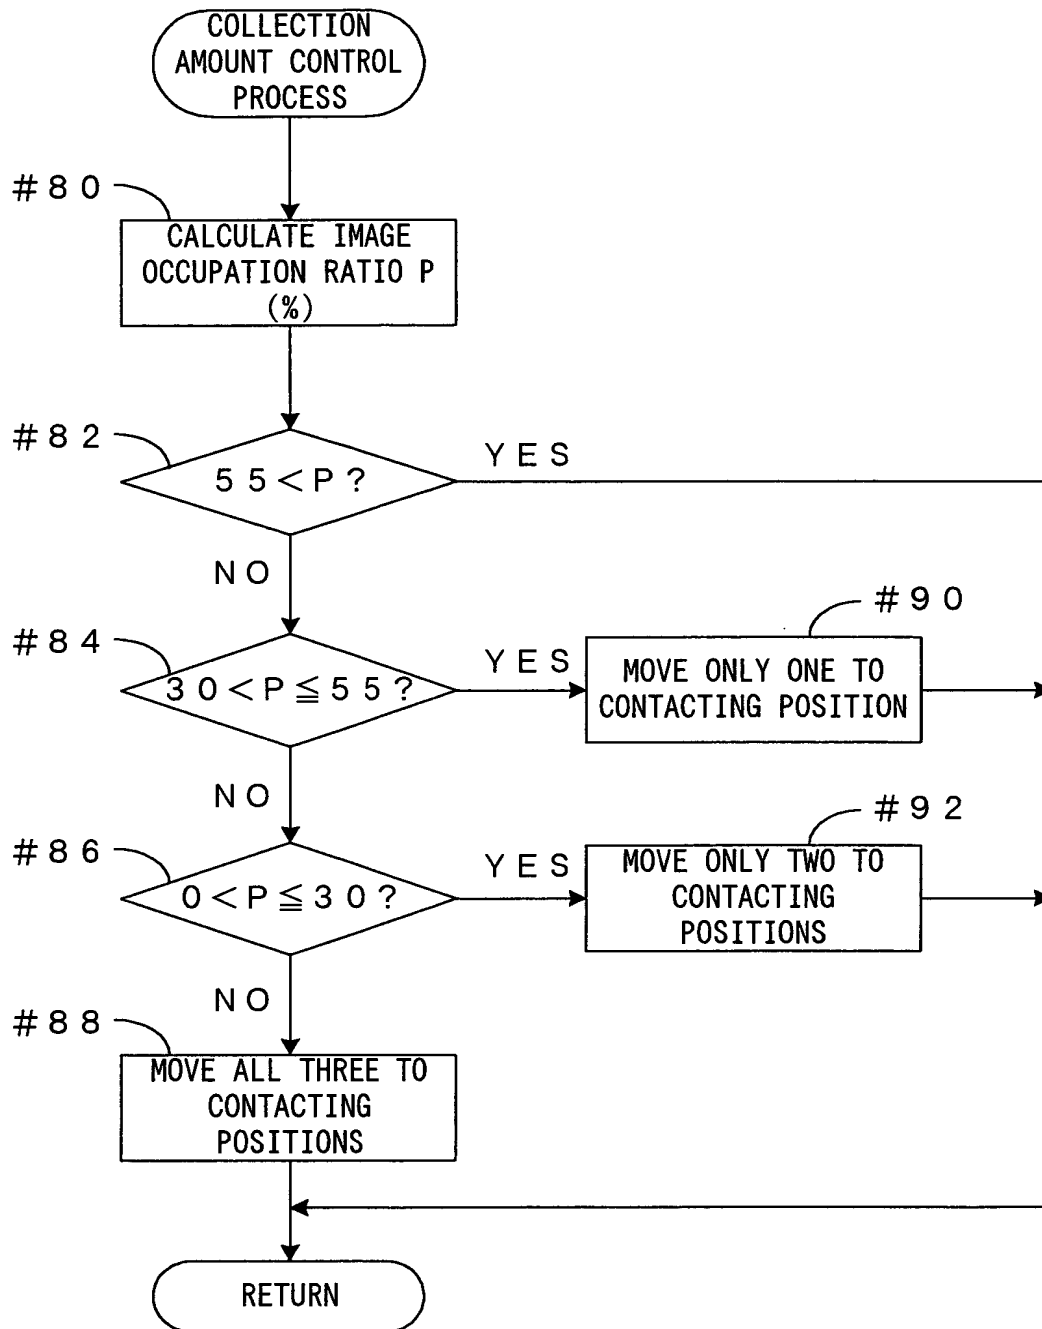 COLLECTION
AMOUNT CONTROL
PROCESS
#80
CALCULATE IMAGE
OCCUPATION RATIO P
(%)
#82
55<P?
YES
NO
#90
#84
30<P≦55?
YES
MOVE ONLY ONE TO
CONTACTING POSITION
NO
#92
#86
0<P≦30?
YES
MOVE ONLY TWO TO
CONTACTING
POSITIONS
NO
#88
MOVE ALL THREE TO
CONTACTING
POSITIONS
RETURN